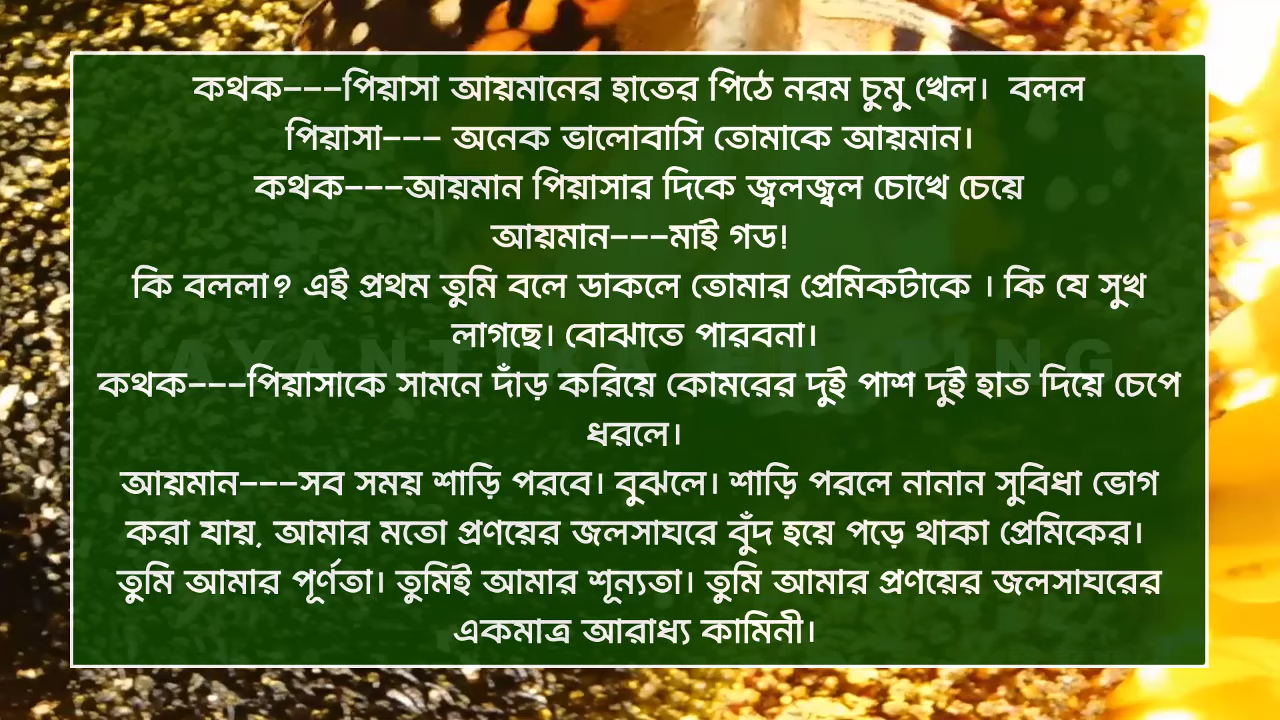 কথক---পিয়াসা আয়মানের হাতের পিঠে নরম চুমু খেল। বলল
পিয়াসা--- অনেক ভালোবাসি তোমাকে আয়মান।
কথক---আয়মান পিয়াসার দিকে জ্বলজ্বল চোখে চেয়ে
আয়মান---মাই গড!
কি বললা? এই প্রথম তুমি বলে ডাকলে তোমার প্রেমিকটাকে । কি যে সুখ
লাগছে। বোঝাতে পারবনা।
কথক---পিয়াসাকে সামনে দাঁড় করিয়ে কোমরের দুই পাশ দুই হাত দিয়ে চেপে
ধরলে।
আয়মান---সব সময় শাড়ি পরবে। বুঝলে। শাড়ি পরলে নানান সুবিধা ভোগ
করা যায়, আমার মতো প্রণয়ের জলসাঘরে বুঁদ হয়ে পড়ে থাকা প্রেমিকের।
তুমি আমার পূর্ণতা। তুমিই আমার শূন্যতা। তুমি আমার প্রণয়ের জলসাঘরের
একমাত্র আরাধ্য কামিনী।